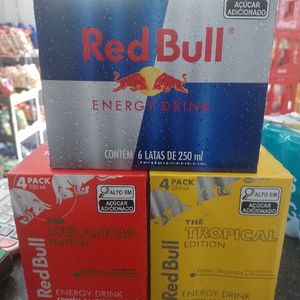 AÇÚCAR
ADICIONADO
Red Bull
ENERGY DRINK
CONTÉM 6 LATAS DE 250 ml
4 PACK
250 ml
ALTO EM
AÇÚCAR
ADICIONADO
THE
MELANCIA
EDITION
Red Bull
ENERGY DRINK
4 PACK
250 ml
ALTO EM
AÇÚCAR
ADICIONADO
THE
TROPICAL
EDITION
Red Bull
ENERGY DRINK